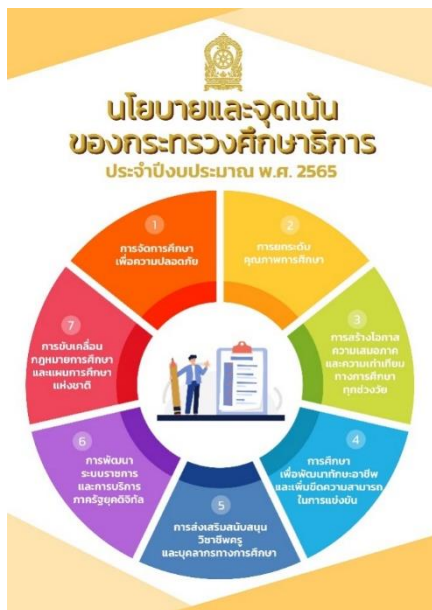 นโยบายและจุดเน้น
ของกระทรวงศึกษาธิการ
ประจำปีงบประมาณ พ.ศ. 2565
1
การจัดการศึกษา
เพื่อความปลอดภัย
2
การยกระดับ
คุณภาพการศึกษา
3
การสร้างโอกาส
ความเสมอภาค
และความเท่าเทียม
ทางการศึกษา
ทุกช่วงวัย
4
การศึกษา
เพื่อพัฒนาทักษะอาชีพ
และเพิ่มขีดความสามารถ
ในการแข่งขัน
5
การส่งเสริมสนับสนุน
วิชาชีพครู
และบุคลากรทางการศึกษา
6
การพัฒนา
ระบบราชการ
และการบริการ
ภาครัฐยุคดิจิทัล
7
การขับเคลื่อน
กฎหมายการศึกษา
และแผนการศึกษา
แห่งชาติ